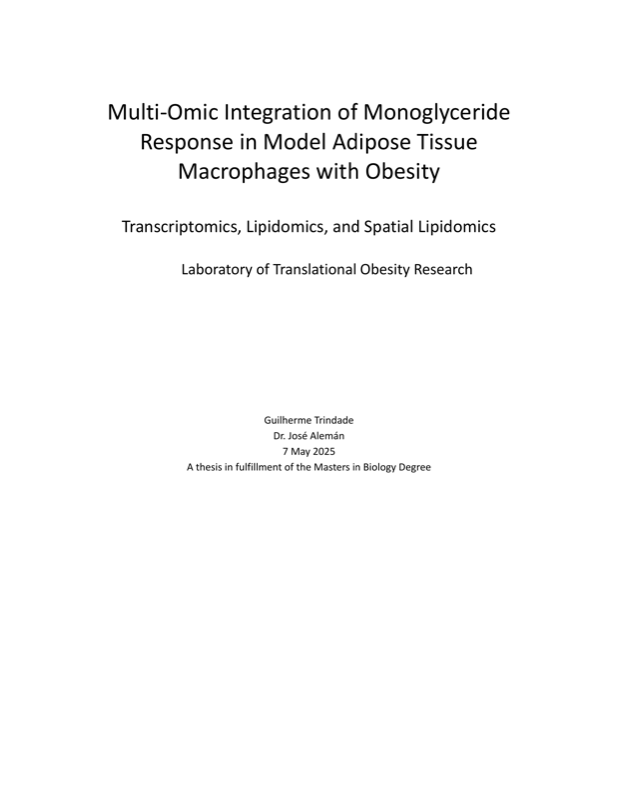 Multi-Omic Integration of Monoglyceride
Response in Model Adipose Tissue
Macrophages with Obesity
Transcriptomics, Lipidomics, and Spatial Lipidomics
Laboratory of Translational Obesity Research
Guilherme Trindade
Dr. José Alemán
7 May 2025
A thesis in fulfillment of the Masters in Biology Degree